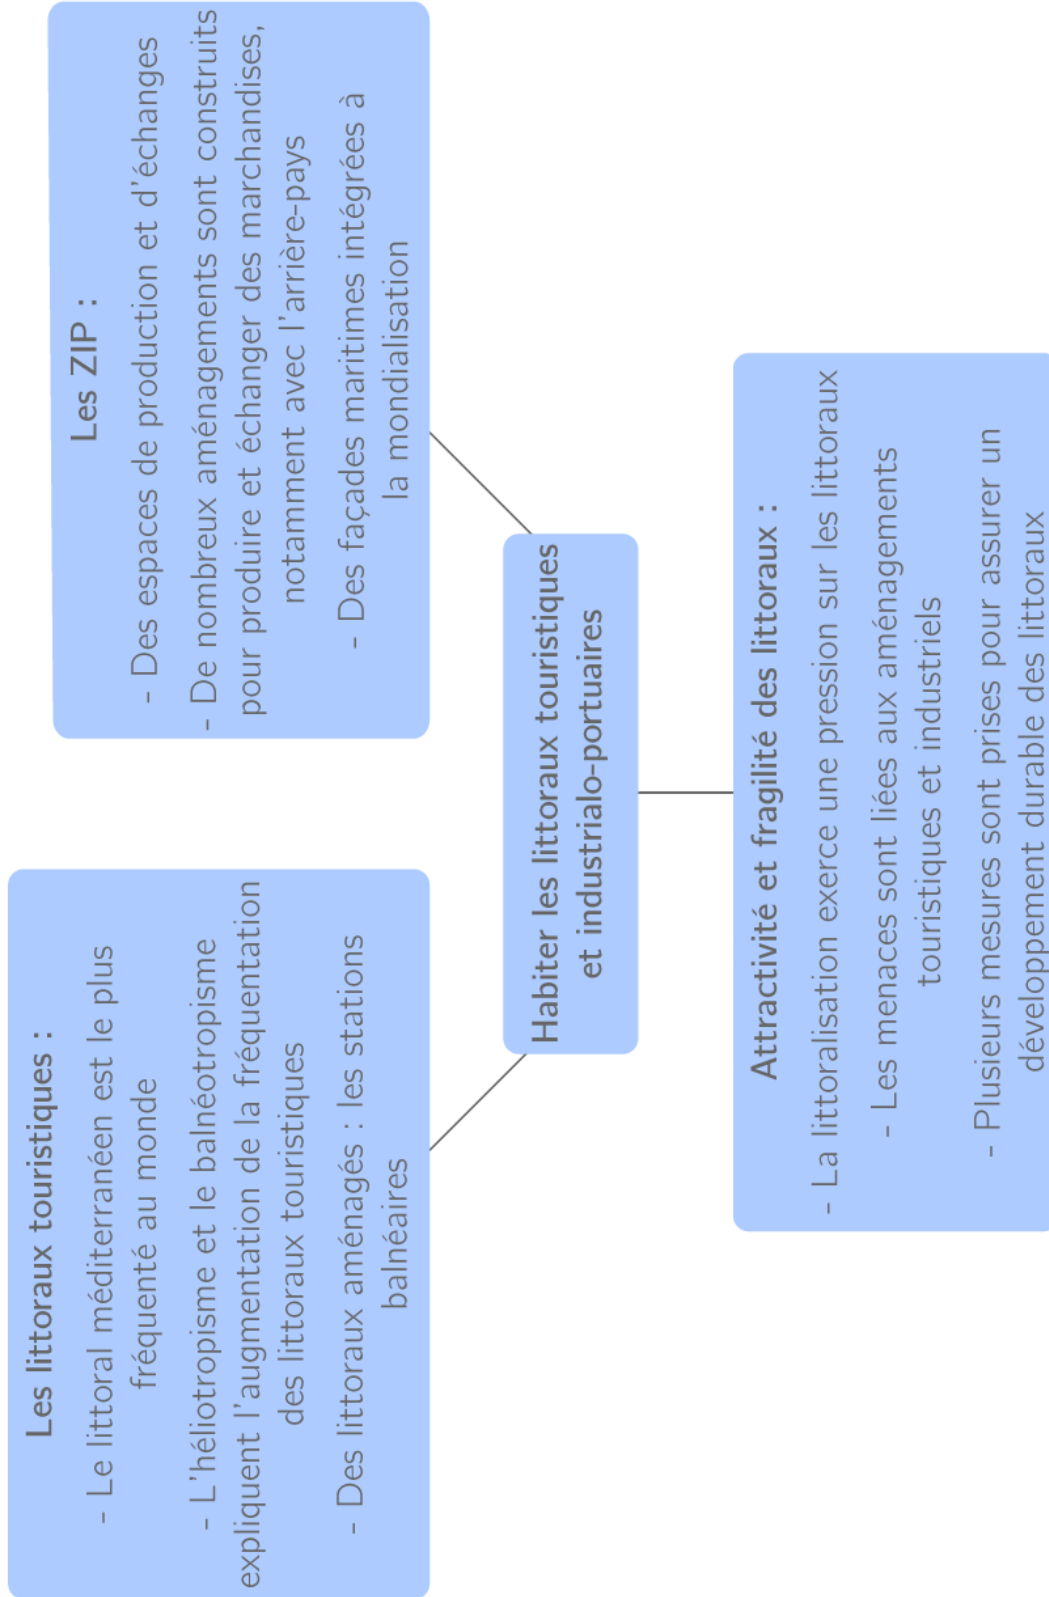 Les littoraux touristiques :
- Le littoral méditerranéen est le plus
fréquenté au monde
- L'héliotropisme et le balnéotropisme
expliquent l'augmentation de la fréquentation
des littoraux touristiques
- Des littoraux aménagés : les stations
balnéaires
Les ZIP :
- Des espaces de production et d'échanges
- De nombreux aménagements sont construits
pour produire et échanger des marchandises,
notamment avec l'arrière-pays
- Des façades maritimes intégrées à
la mondialisation
Habiter les littoraux touristiques
et industrialo-portuaires
Attractivité et fragilité des littoraux :
- La littoralisation exerce une pression sur les littoraux
- Les menaces sont liées aux aménagements
touristiques et industriels
- Plusieurs mesures sont prises pour assurer un
développement durable des littoraux